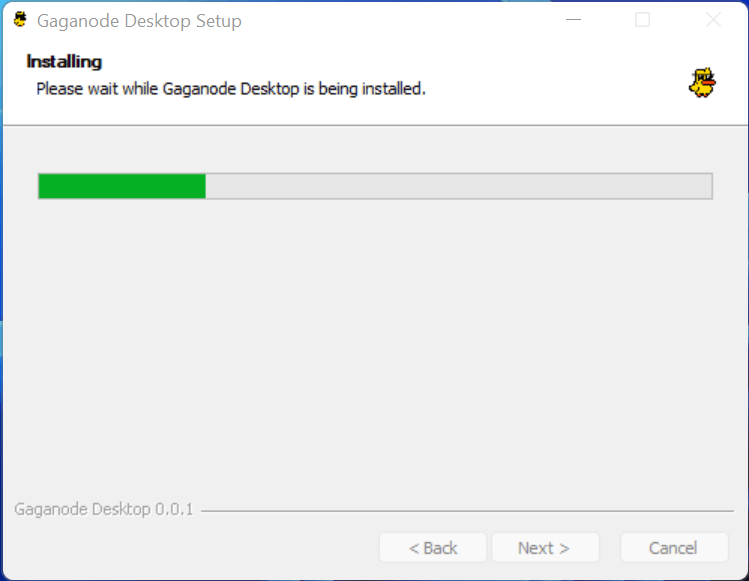 Gaganode Desktop Setup
Installing
Please wait while Gaganode Desktop is being installed.
Gaganode Desktop 0.0.1
< Back
Next >
Cancel